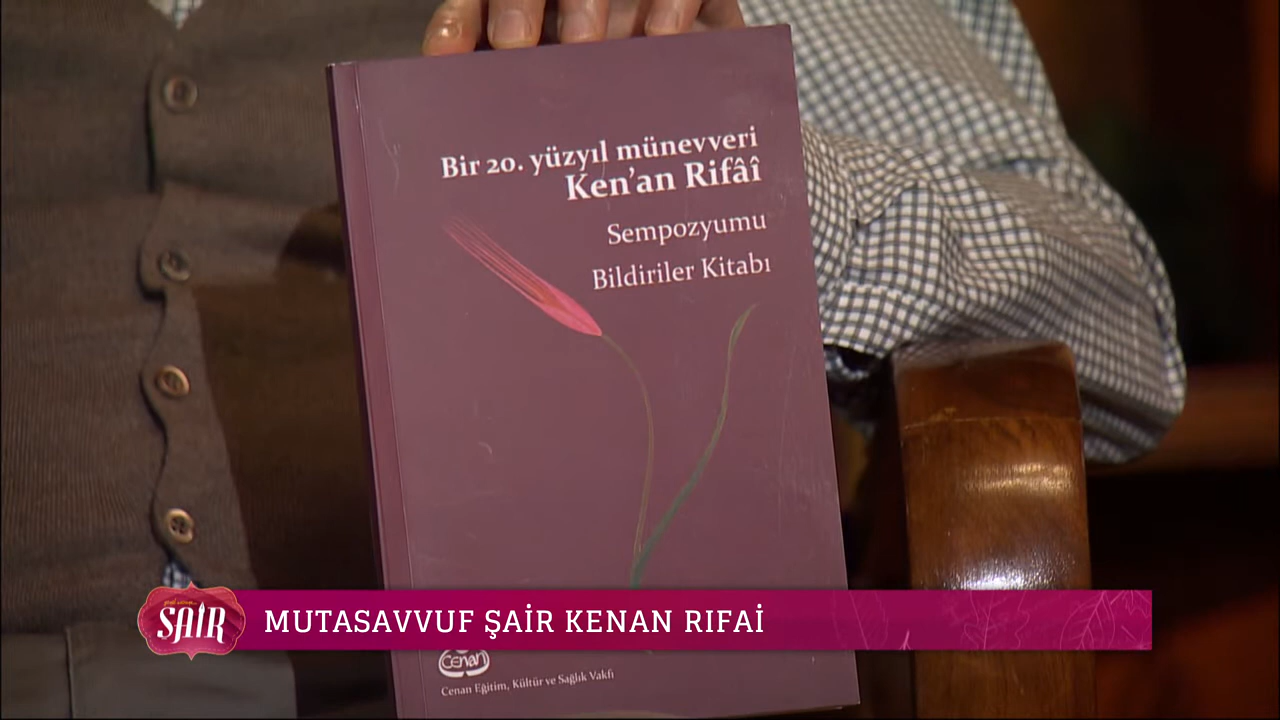 Bir 20. yüzyıl münevveri
Ken'an Rifâî
Sempozyumu
Bildiriler Kitabı
ŞAİR
MUTASAVVUF ŞAİR KENAN RIFAİ
cenan
Cenan Eğitim, Kültür ve Sağlık Vakfı